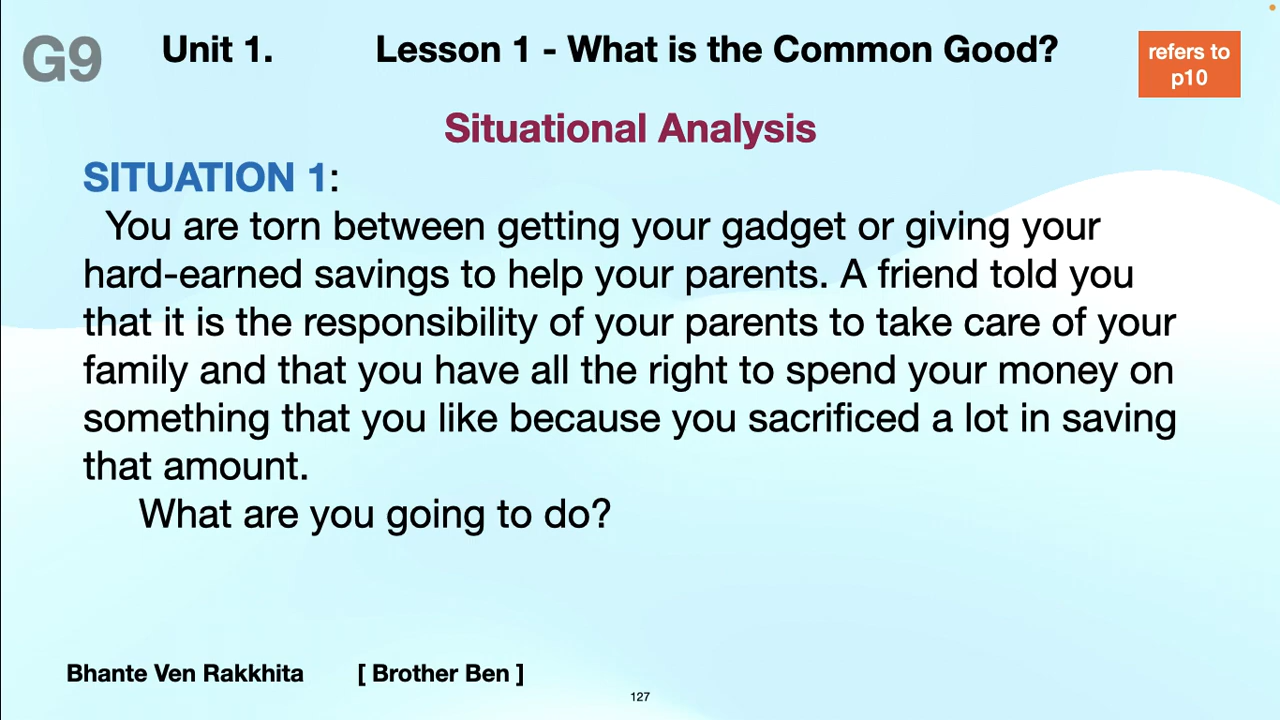 G9 Unit 1. Lesson 1 - What is the Common Good?
refers to
p10
Situational Analysis
SITUATION 1:
You are torn between getting your gadget or giving your
hard-earned savings to help your parents. A friend told you
that it is the responsibility of your parents to take care of your
family and that you have all the right to spend your money on
something that you like because you sacrificed a lot in saving
that amount.
What are you going to do?
Bhante Ven Rakkhita [ Brother Ben ]
127